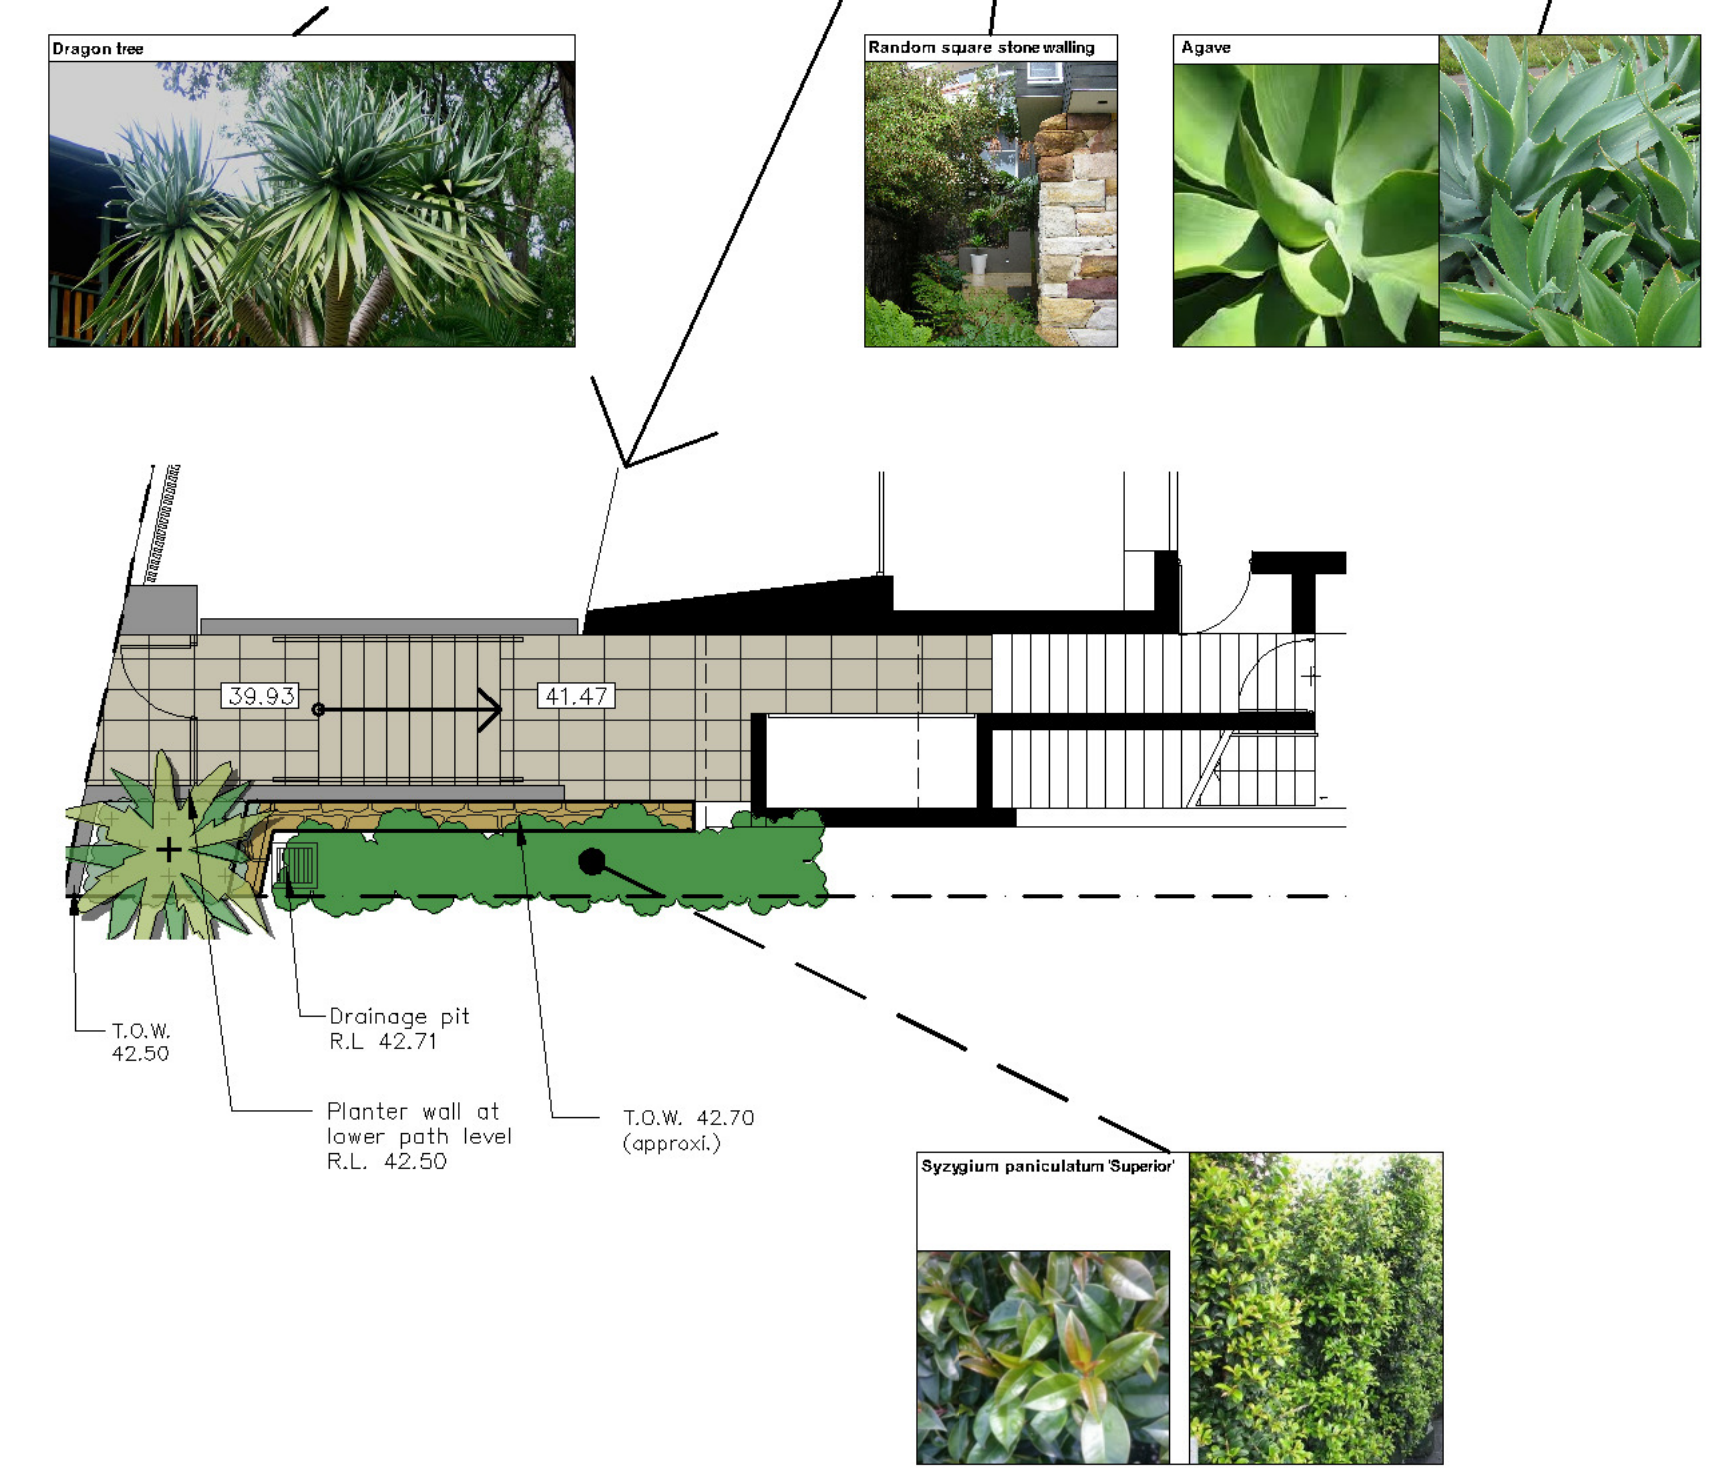 Dragon tree
Random square stone walling
Agave
39.93
41.47
T.O.W.
42.50
Drainage pit
R.L 42.71
Planter wall at
lower path level
R.L. 42.50
T.O.W. 42.70
(approxi.)
Syzygium paniculatum 'Superior'